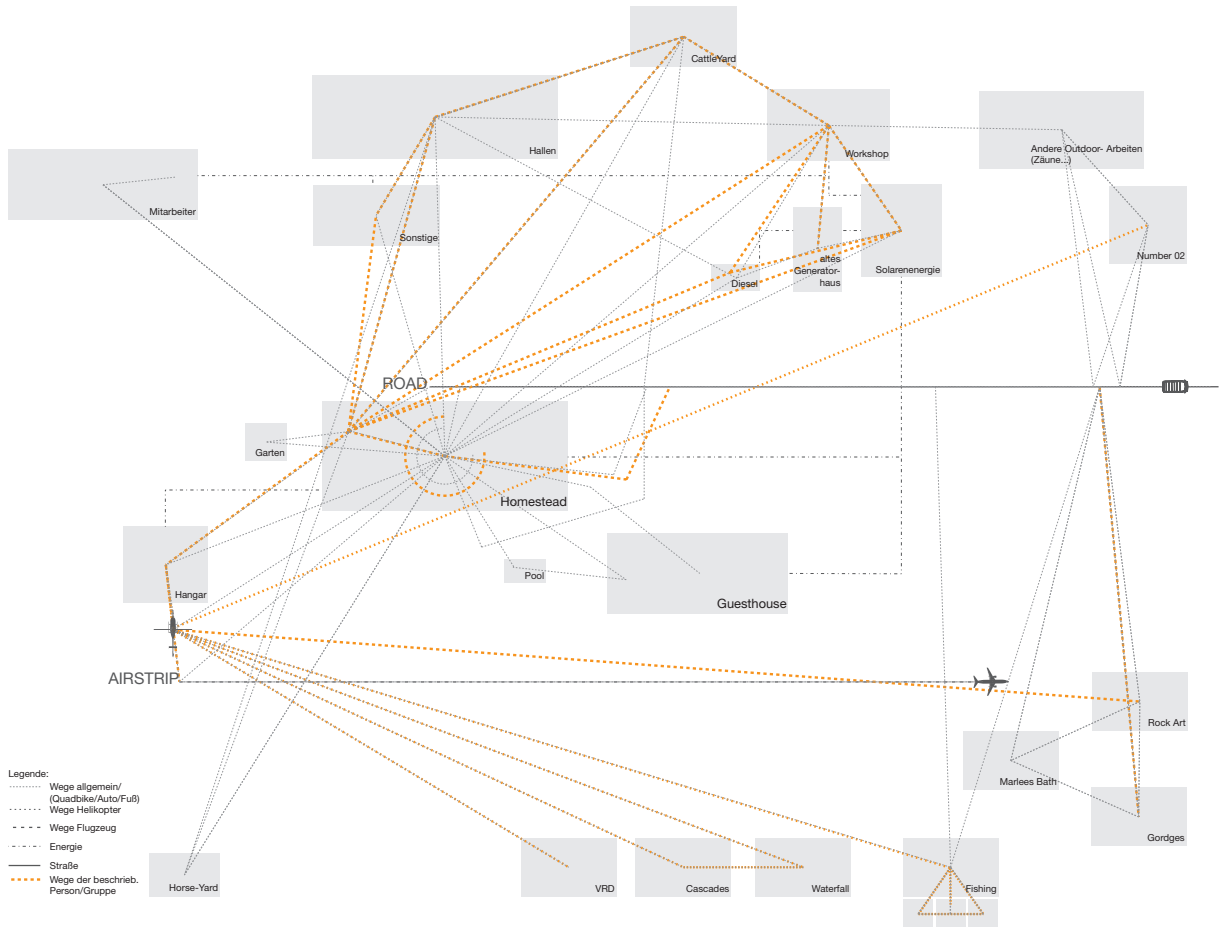 CattleYard
Hallen
Workshop
Andere Outdoor- Arbeiten
(Zäune...)
Mitarbeiter
Sonstige
Number 02
altes
Generator-
haus
Diesel
Solarenenergie
ROAD
Garten
Homestead
Pool
Hangar
Guesthouse
AIRSTRIP
Rock Art
Marlees Bath
Gordges
Legende:
Wege allgemein/
(Quadbike/Auto/Fuß)
Wege Helikopter
Wege Flugzeug
Energie
Straße
Wege der beschrieb.
Person/Gruppe
Horse-Yard
VRD
Cascades
Waterfall
Fishing